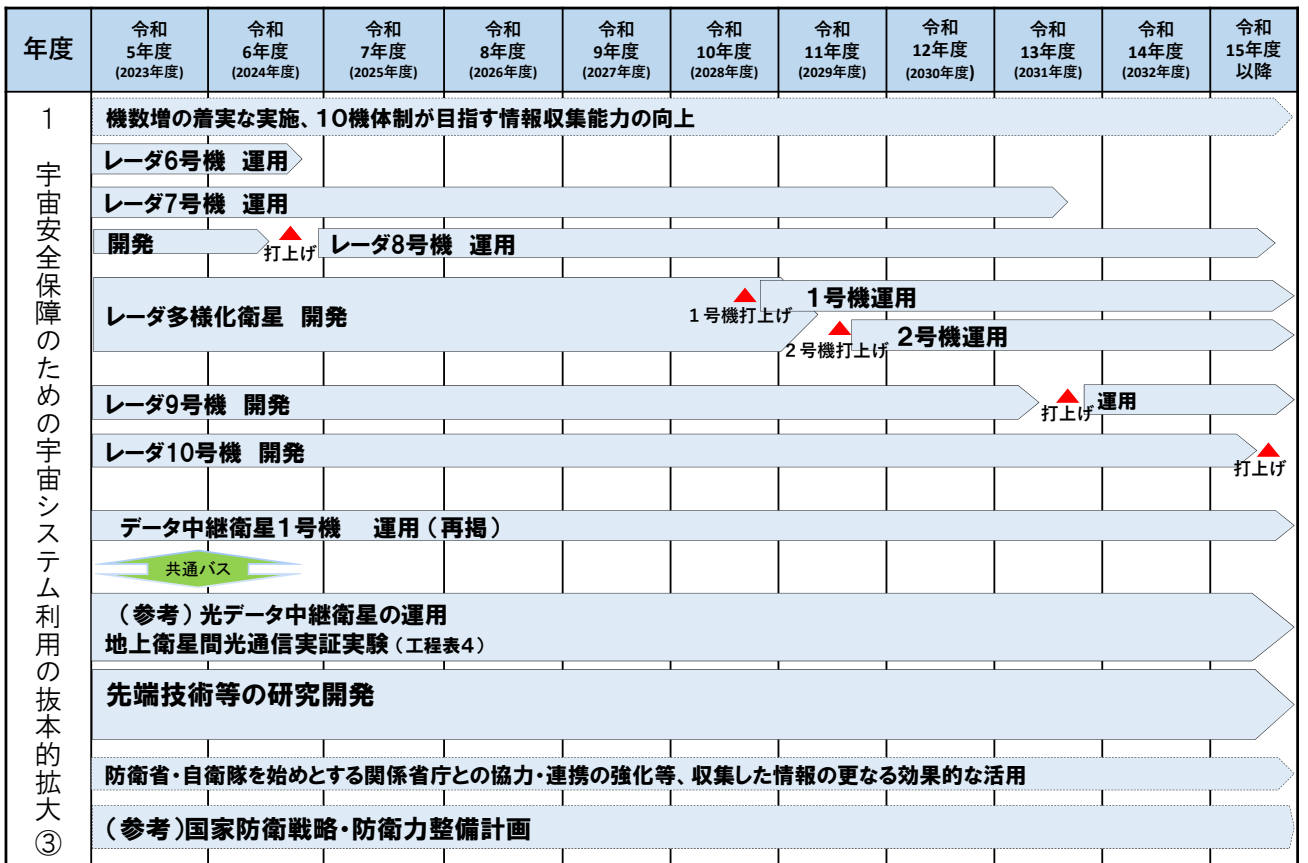 年度
令和
5年度
(2023年度)
令和
6年度
(2024年度)
令和
7年度
(2025年度)
令和
8年度
(2026年度)
令和
9年度
(2027年度)
令和
10年度
(2028年度)
令和
11年度
(2029年度)
令和
12年度
(2030年度)
令和
13年度
(2031年度)
令和
14年度
(2032年度)
令和
15年度
以降
1 宇宙安全保障のための宇宙システム利用の抜本的拡大③
機数増の着実な実施、10機体制が目指す情報収集能力の向上
レーダ6号機 運用
レーダ7号機 運用
開発
打上げ
レーダ8号機 運用
レーダ多様化衛星 開発
1号機打上げ
1号機運用
2号機打上げ
2号機運用
レーダ9号機 開発
打上げ
運用
レーダ10号機 開発
打上げ
データ中継衛星1号機 運用(再掲)
共通バス
(参考)光データ中継衛星の運用
地上衛星間光通信実証実験(工程表4)
先端技術等の研究開発
防衛省・自衛隊を始めとする関係省庁との協力・連携の強化等、収集した情報の更なる効果的な活用
(参考)国家防衛戦略・防衛力整備計画